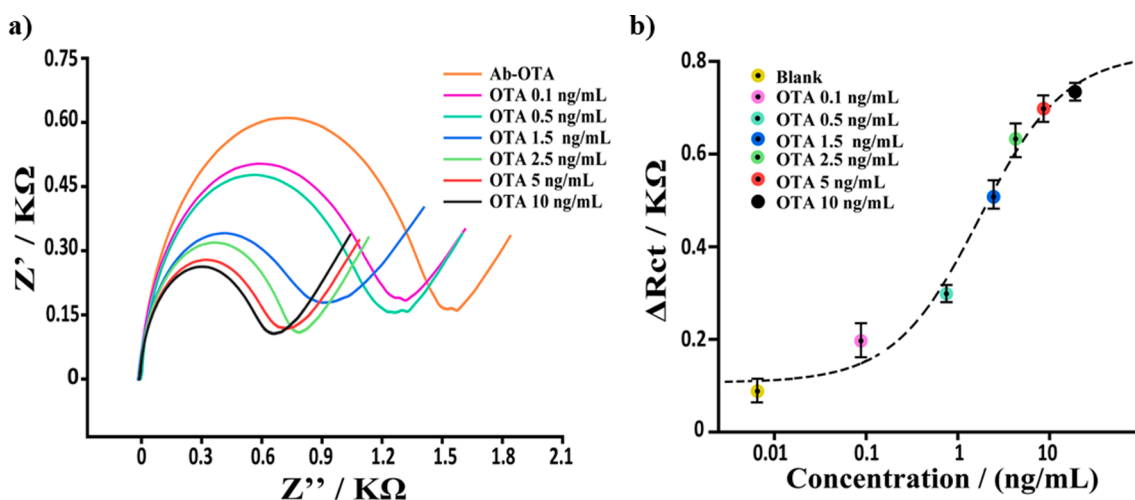 a)
0.75
0.60
0.45
0.30
0.15
0
Z' / KΩ
0 0.3 0.6 0.9 1.2 1.5 1.8 2.1
Z'' / KΩ
Ab-OTA
OTA 0.1 ng/mL
OTA 0.5 ng/mL
OTA 1.5 ng/mL
OTA 2.5 ng/mL
OTA 5 ng/mL
OTA 10 ng/mL
b)
0.8
0.6
0.4
0.2
0
ΔRct / KΩ
Blank
OTA 0.1 ng/mL
OTA 0.5 ng/mL
OTA 1.5 ng/mL
OTA 2.5 ng/mL
OTA 5 ng/mL
OTA 10 ng/mL
0.01 0.1 1 10
Concentration / (ng/mL)